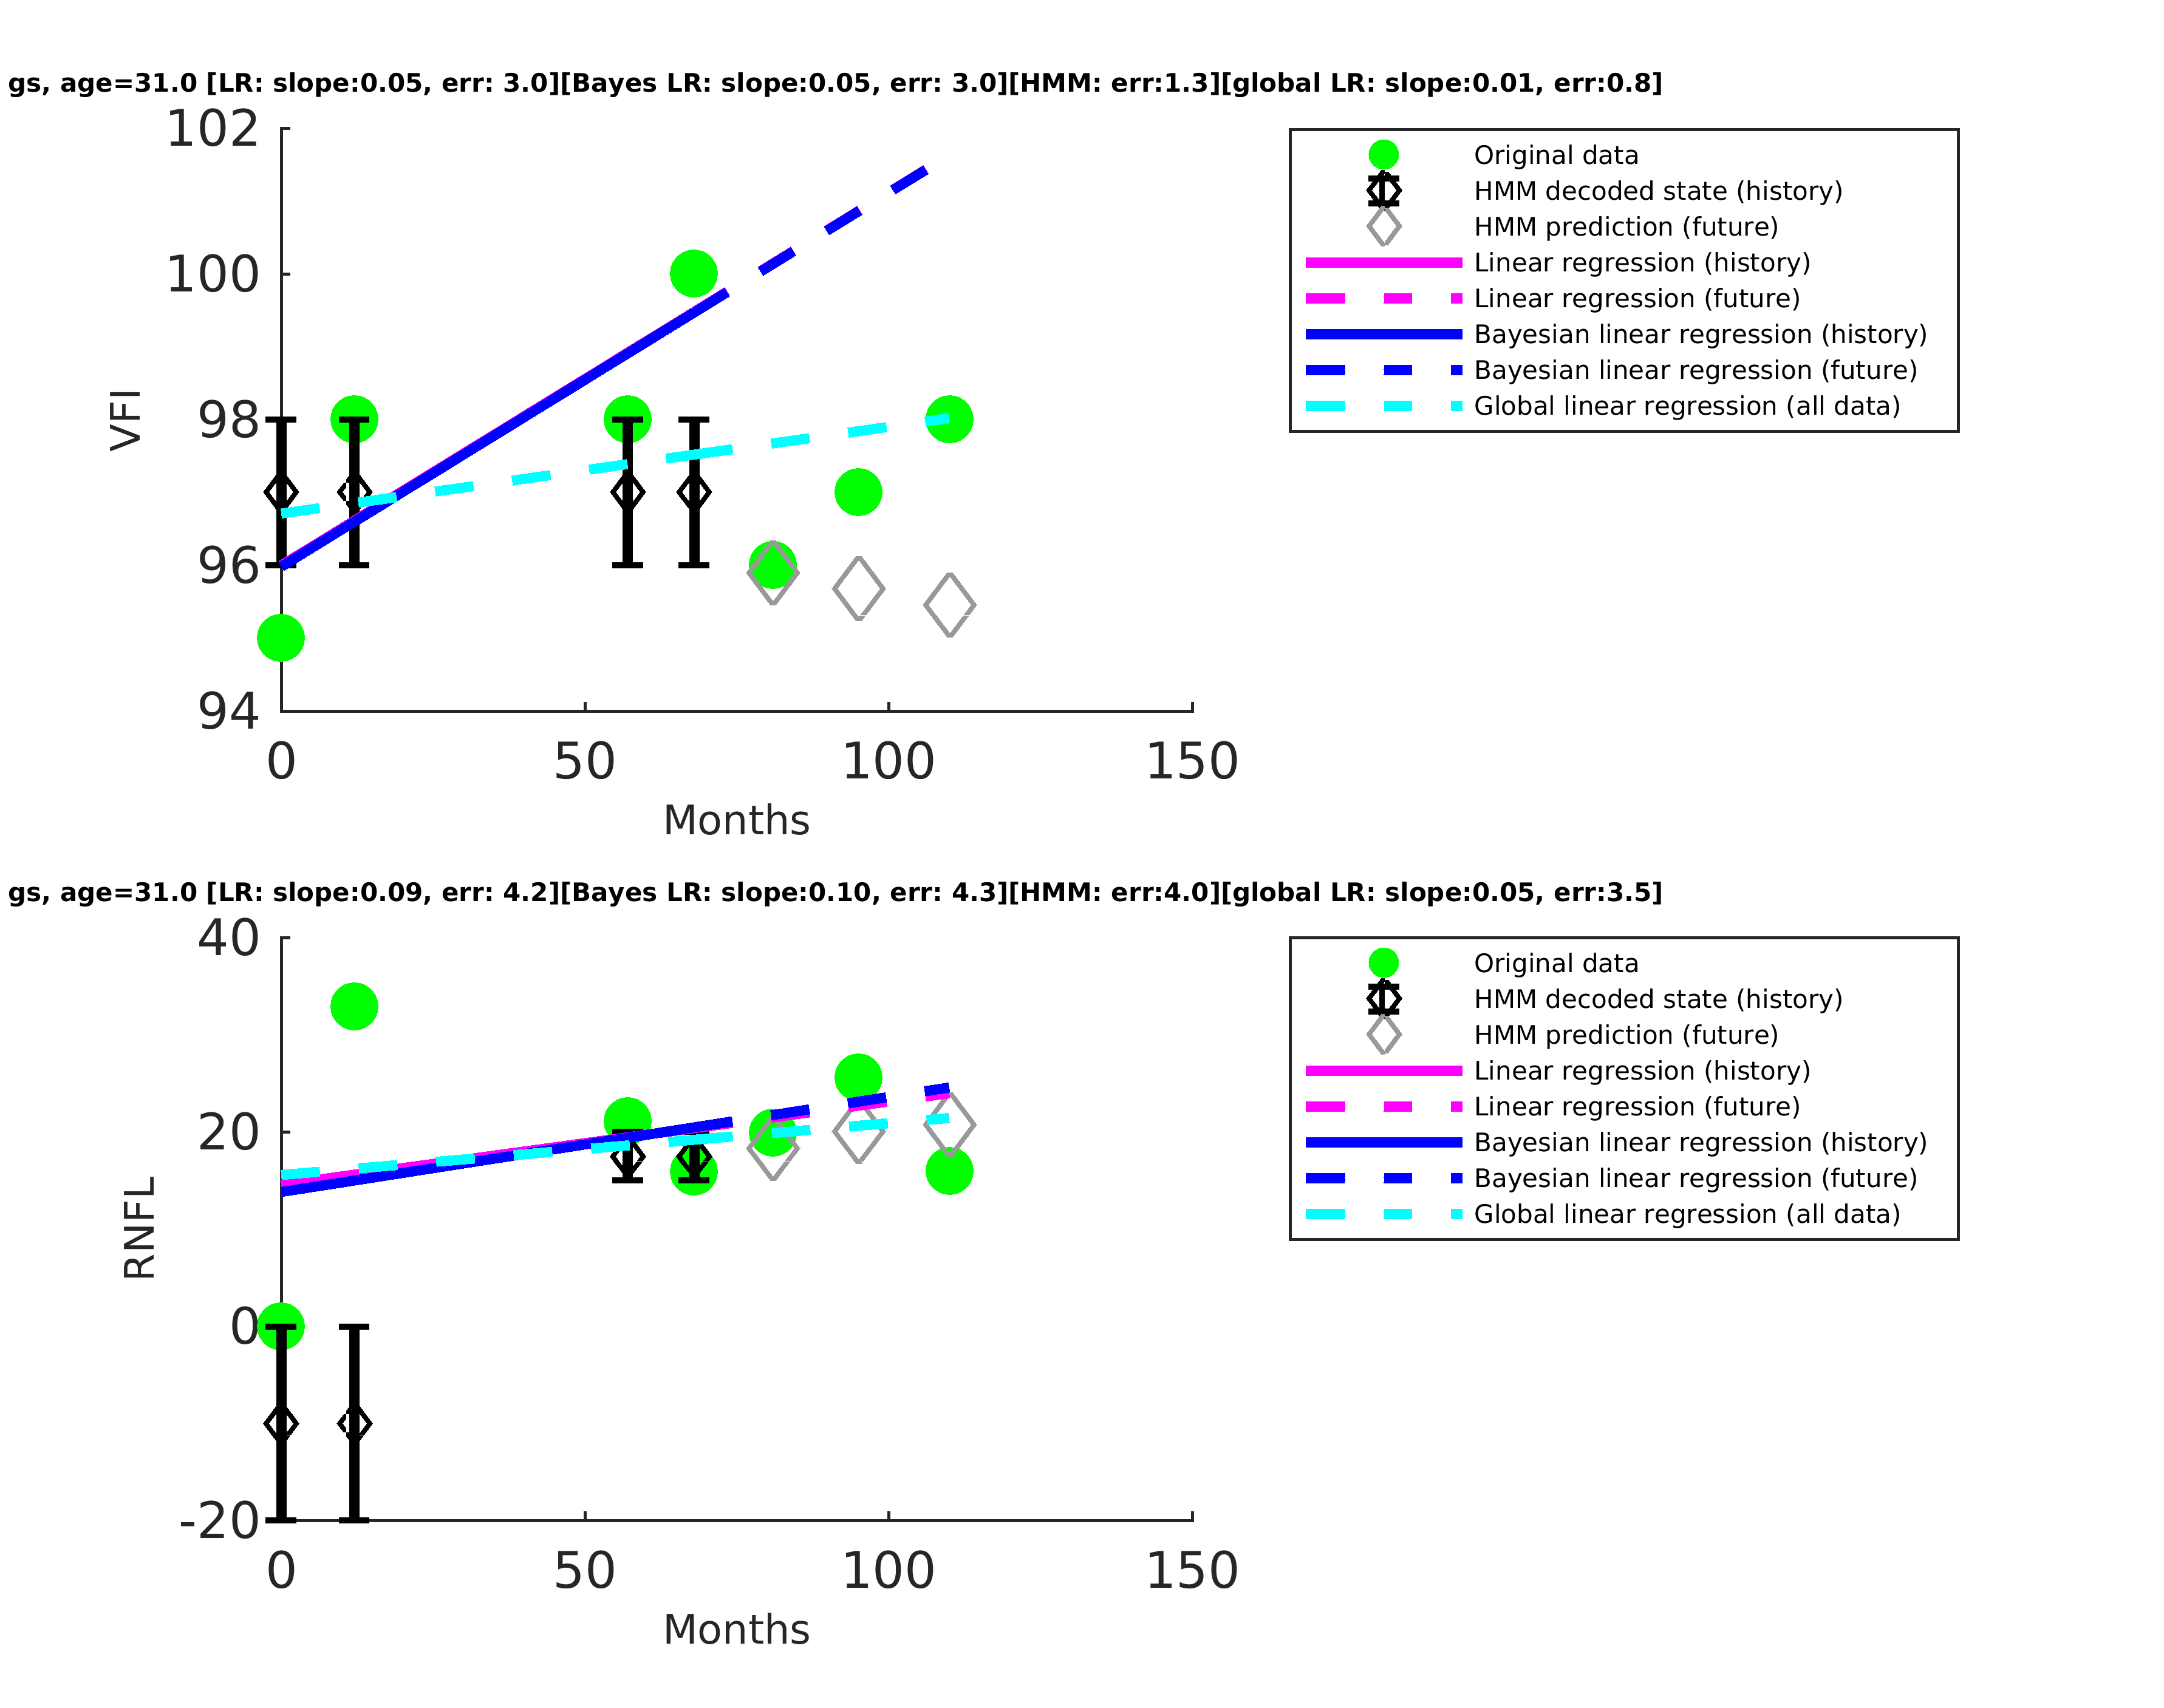 gs, age=31.0 [LR: slope:0.05, err: 3.0][Bayes LR: slope:0.05, err: 3.0][HMM: err:1.3][global LR: slope:0.01, err:0.8]
102
100
98
96
94
VFI
0 50 100 150
Months
Original data
HMM decoded state (history)
HMM prediction (future)
Linear regression (history)
Linear regression (future)
Bayesian linear regression (history)
Bayesian linear regression (future)
Global linear regression (all data)
gs, age=31.0 [LR: slope:0.09, err: 4.2][Bayes LR: slope:0.10, err: 4.3][HMM: err:4.0][global LR: slope:0.05, err:3.5]
40
20
0
-20
RNFL
0 50 100 150
Months
Original data
HMM decoded state (history)
HMM prediction (future)
Linear regression (history)
Linear regression (future)
Bayesian linear regression (history)
Bayesian linear regression (future)
Global linear regression (all data)